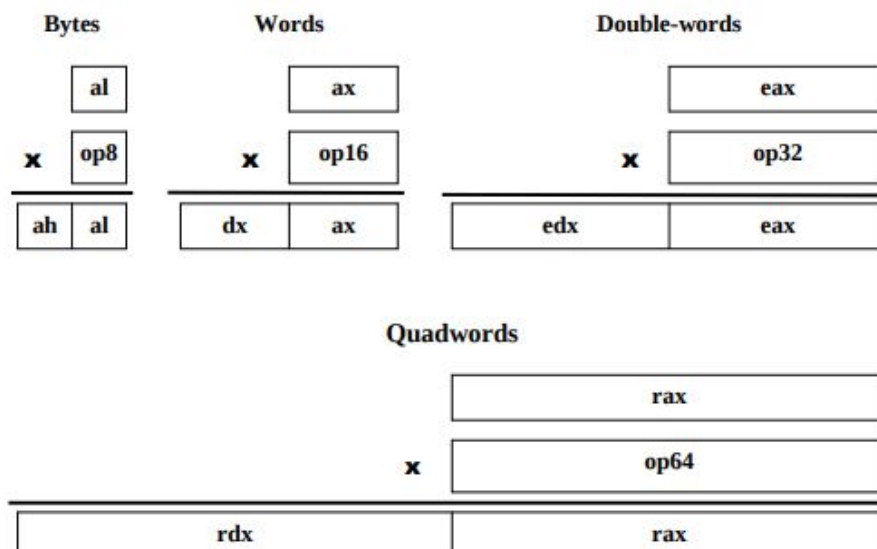 Bytes Words Double-words
al ax eax
x op8 x op16 x op32
ah al dx ax edx eax
Quadwords
rax
x op64
rdx rax